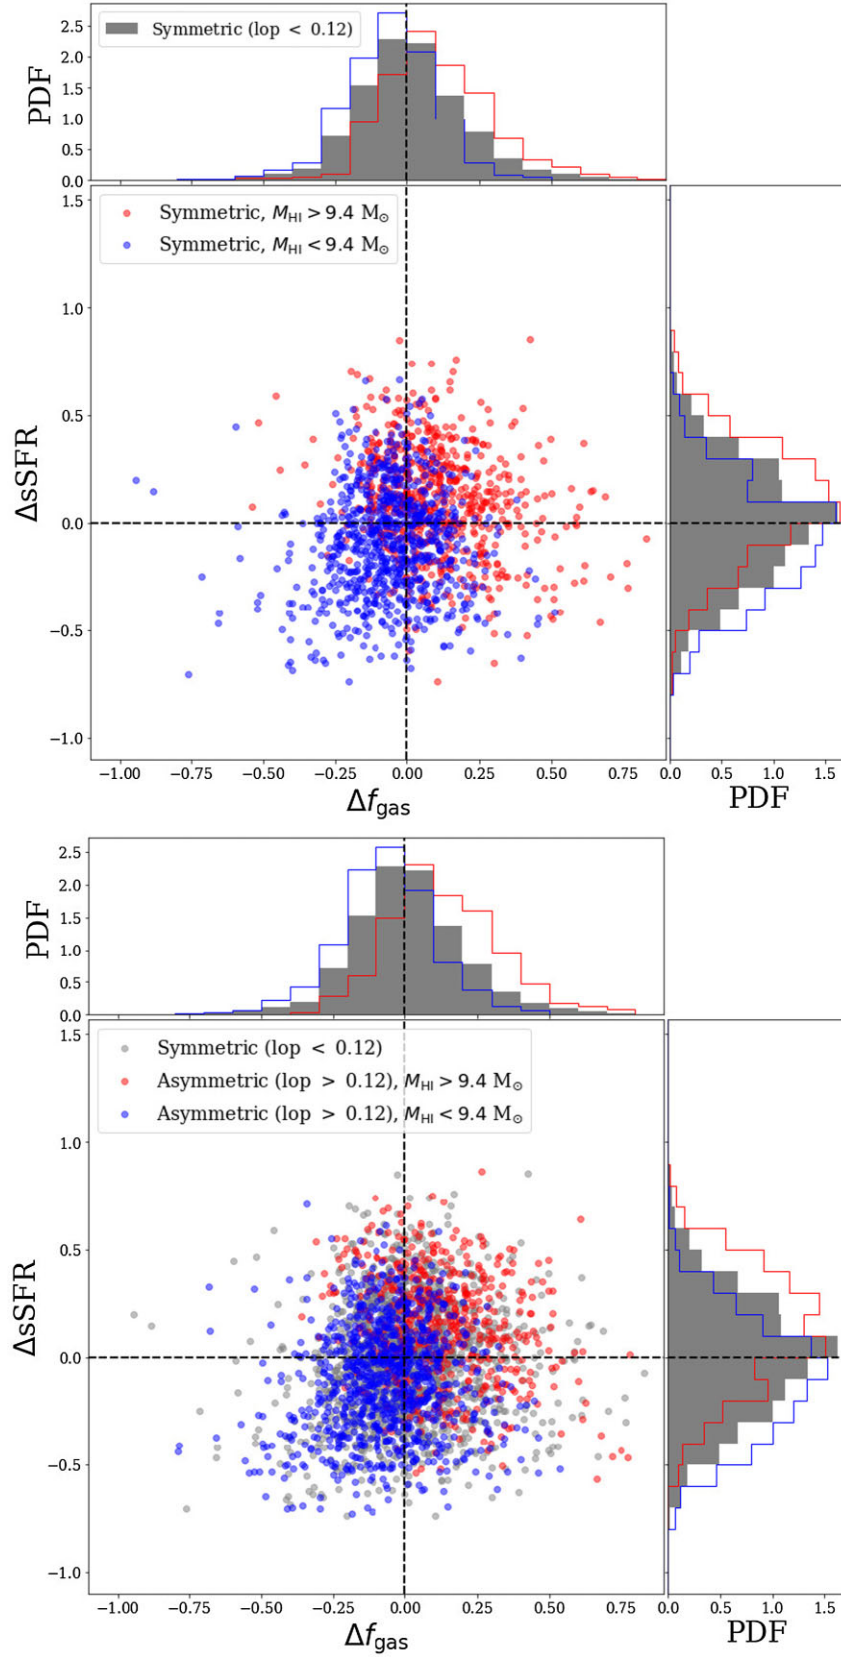 PDF
2.5
2.0
1.5
1.0
0.5
0.0
Symmetric (lop < 0.12)
ΔsSFR
1.5
1.0
0.5
0.0
−0.5
−1.0
Symmetric, M_HI > 9.4 M_⊙
Symmetric, M_HI < 9.4 M_⊙
−1.00 −0.75 −0.50 −0.25 0.00 0.25 0.50 0.75
Δf_gas
0.0 0.5 1.0 1.5
PDF
PDF
2.5
2.0
1.5
1.0
0.5
0.0
ΔsSFR
1.5
1.0
0.5
0.0
−0.5
−1.0
Symmetric (lop < 0.12)
Asymmetric (lop > 0.12), M_HI > 9.4 M_⊙
Asymmetric (lop > 0.12), M_HI < 9.4 M_⊙
−1.00 −0.75 −0.50 −0.25 0.00 0.25 0.50 0.75
Δf_gas
0.0 0.5 1.0 1.5
PDF